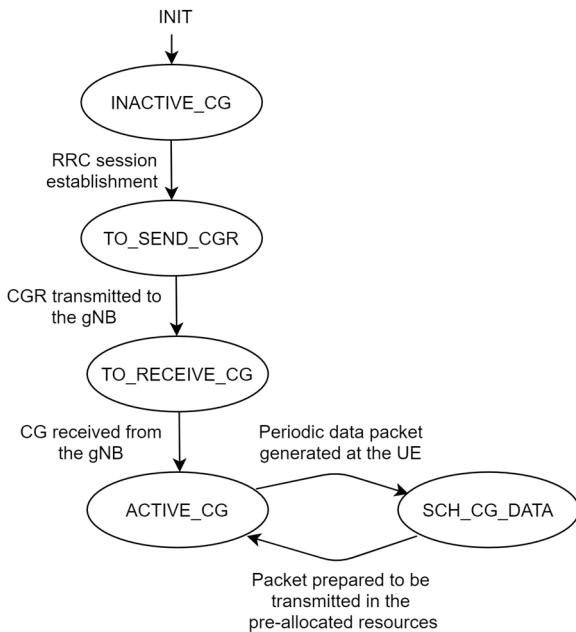 INIT
INACTIVE_CG
RRC session
establishment
TO_SEND_CGR
CGR transmitted to
the gNB
TO_RECEIVE_CG
CG received from
the gNB
Periodic data packet
generated at the UE
ACTIVE_CG
SCH_CG_DATA
Packet prepared to be
transmitted in the
pre-allocated resources